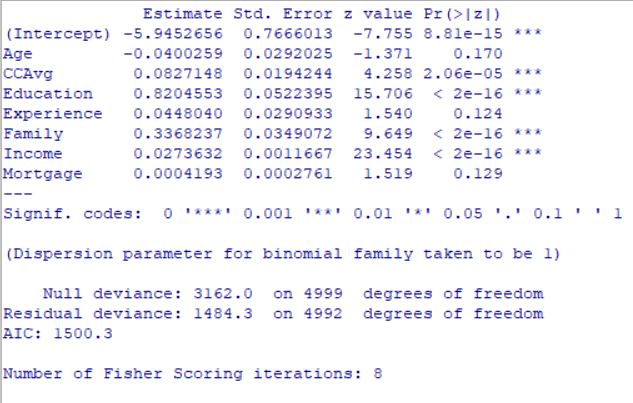 Estimate Std. Error z value Pr(>|z|)
(Intercept) -5.9452656 0.7666013 -7.755 8.81e-15 ***
Age -0.0400259 0.0292025 -1.371 0.170
CCAvg 0.0827148 0.0194244 4.258 2.06e-05 ***
Education 0.8204553 0.0522395 15.706 < 2e-16 ***
Experience 0.0448040 0.0290933 1.540 0.124
Family 0.3368237 0.0349072 9.649 < 2e-16 ***
Income 0.0273632 0.0011667 23.454 < 2e-16 ***
Mortgage 0.0004193 0.0002761 1.519 0.129
---
Signif. codes: 0 '***' 0.001 '**' 0.01 '*' 0.05 '.' 0.1 ' ' 1
(Dispersion parameter for binomial family taken to be 1)
Null deviance: 3162.0 on 4999 degrees of freedom
Residual deviance: 1484.3 on 4992 degrees of freedom
AIC: 1500.3
Number of Fisher Scoring iterations: 8